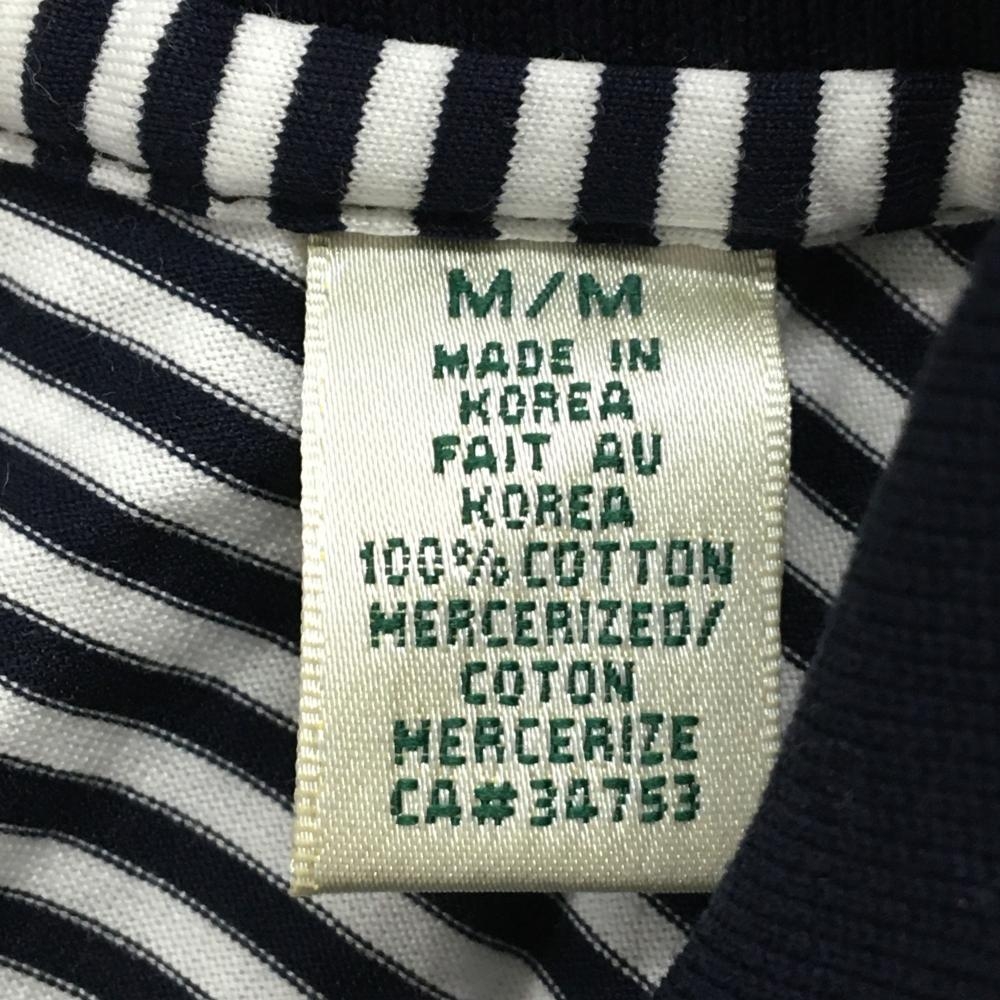 M/M
MADE IN
KOREA
FAIT AU
KOREA
100% COTTON
MERCERIZED/
COTON
MERCERIZE
CA#34753